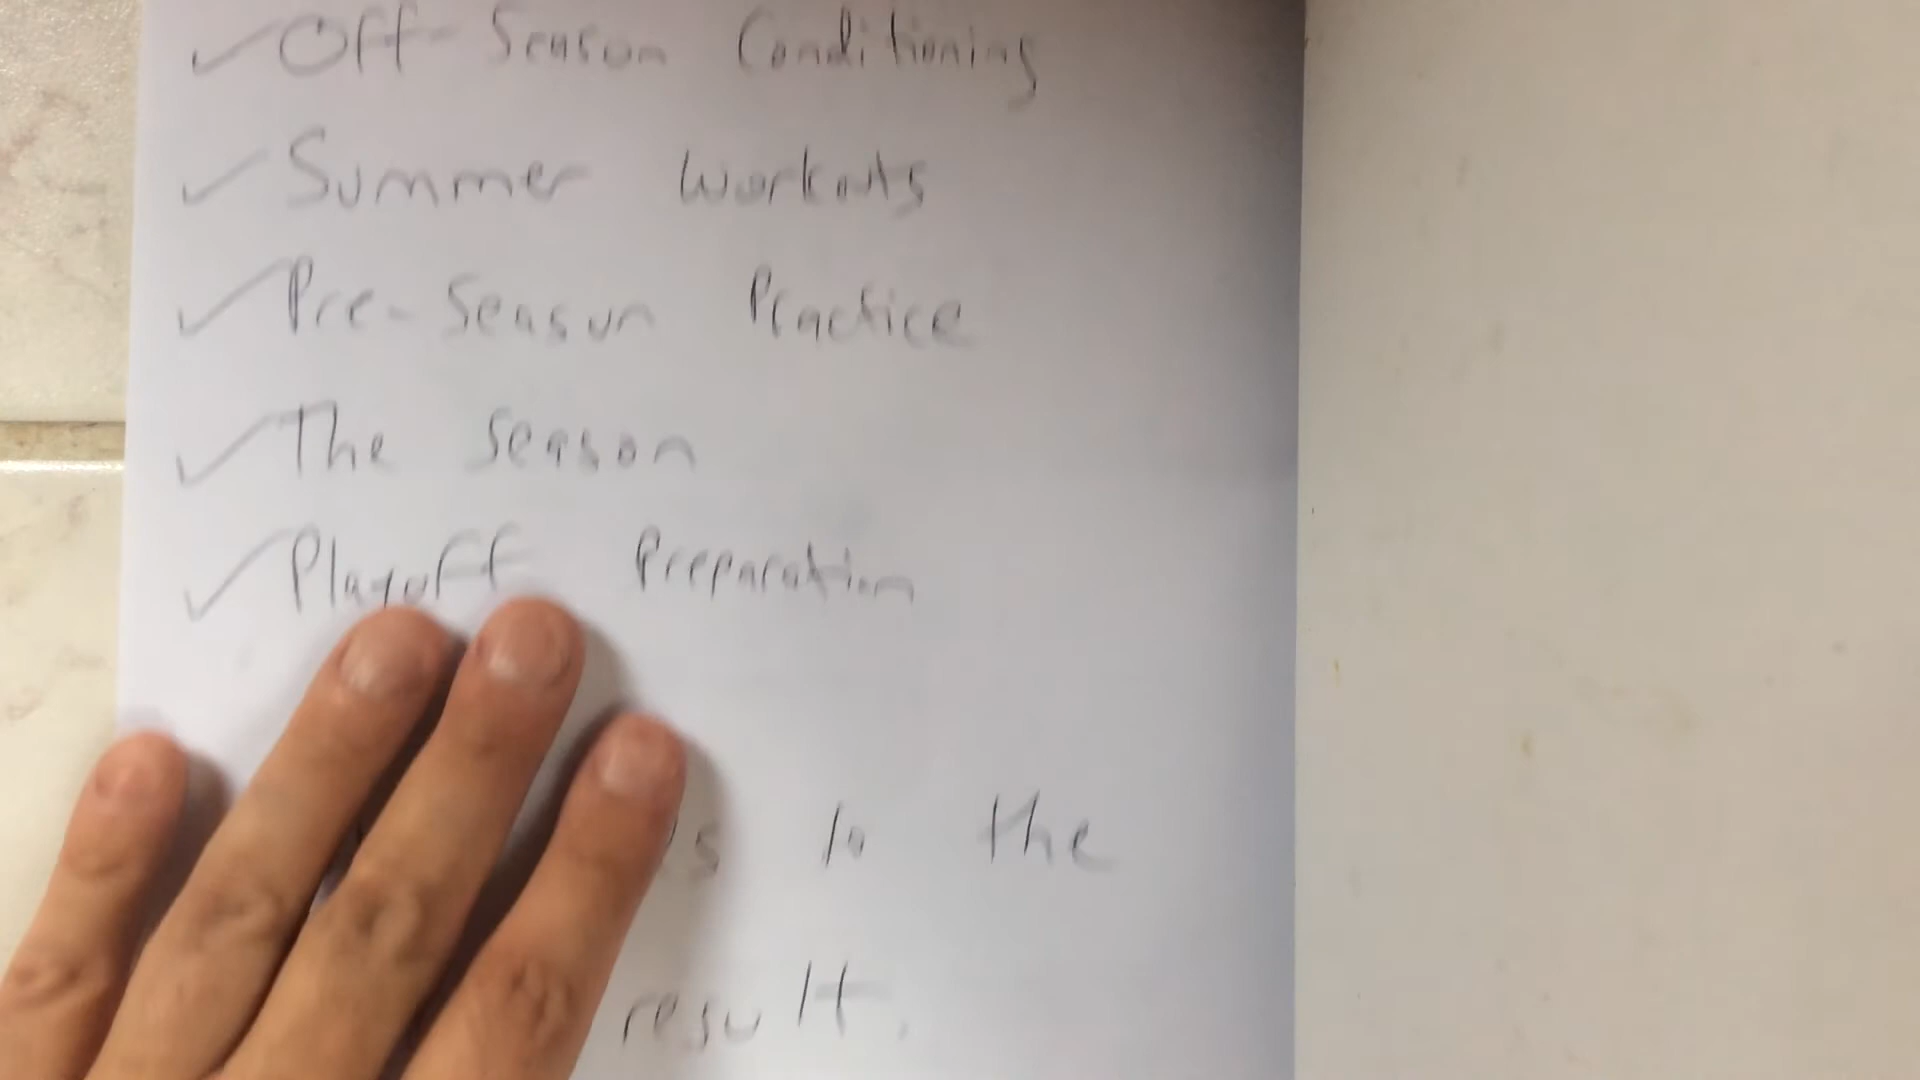 ✓ Off-Season Conditioning
✓ Summer Workouts
✓ Pre-Season Practice
✓ The Season
✓ Playoff Preparation
to the
result.